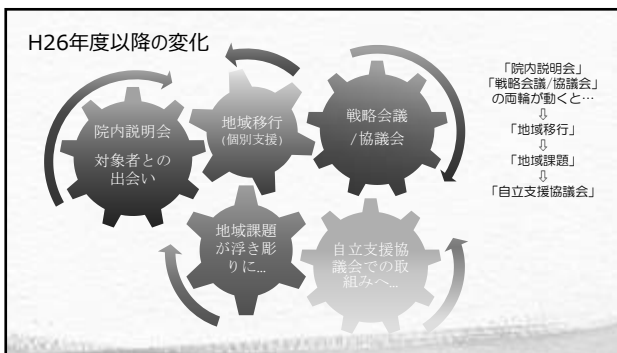 H26年度以降の変化
院内説明会
対象者との
出会い
地域移行
(個別支援)
戦略会議
/協議会
地域課題
が浮き彫
りに...
自立支援協
議会での取
組みへ...
「院内説明会」
「戦略会議/協議会」
の両輪が動くと…
⇩
「地域移行」
⇩
「地域課題」
⇩
「自立支援協議会」